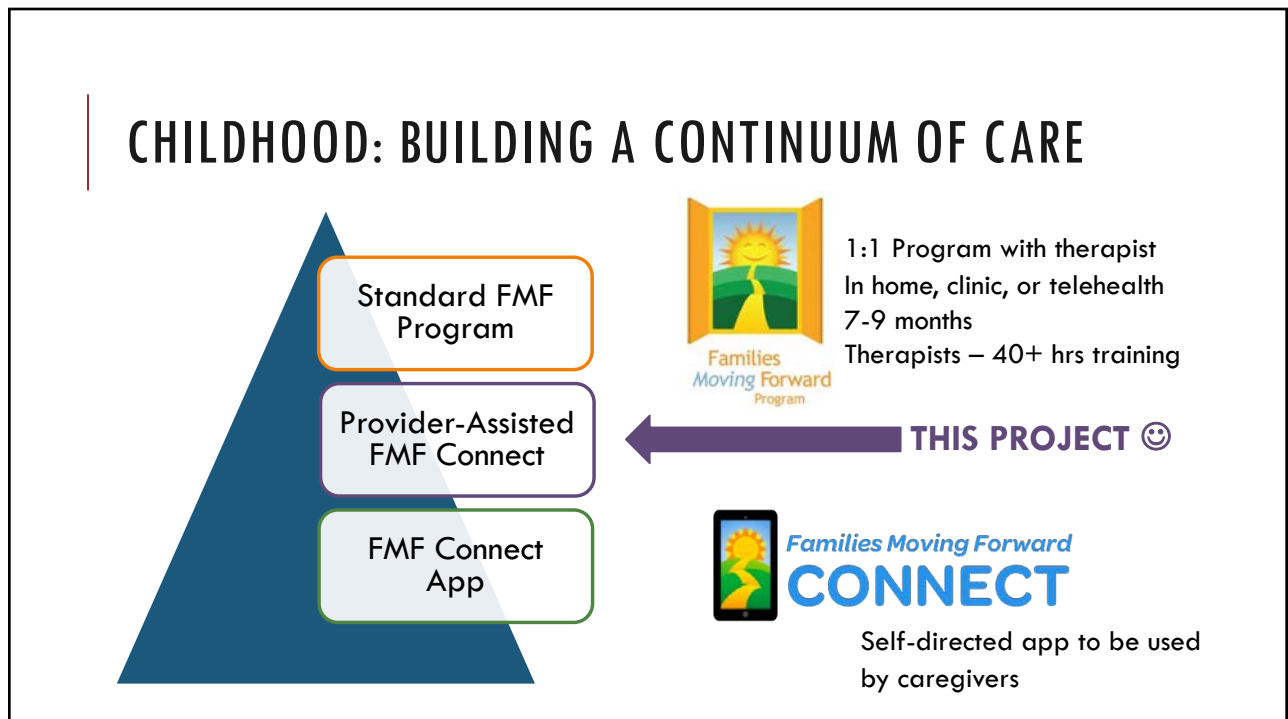 CHILDHOOD: BUILDING A CONTINUUM OF CARE
Standard FMF
Program
Provider-Assisted
FMF Connect
FMF Connect
App
Families
Moving Forward
Program
1:1 Program with therapist
In home, clinic, or telehealth
7-9 months
Therapists – 40+ hrs training
THIS PROJECT ☺
Families Moving Forward
CONNECT
Self-directed app to be used
by caregivers